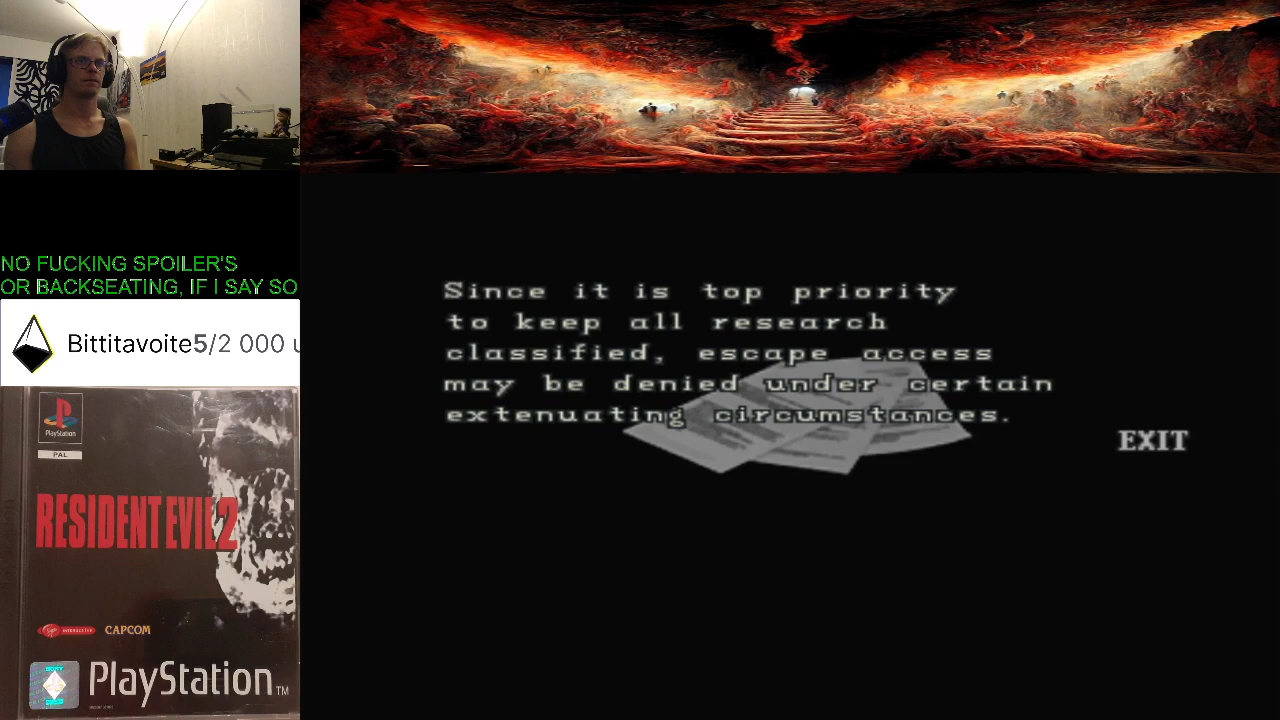 NO FUCKING SPOILER'S
OR BACKSEATING, IF I SAY SO
Bittitavoite5/2 000
PlayStation
PAL
RESIDENT EVIL 2
interactive CAPCOM
PlayStation TM
Since it is top priority
to keep all research
classified, escape access
may be denied under certain
extenuating circumstances.
EXIT